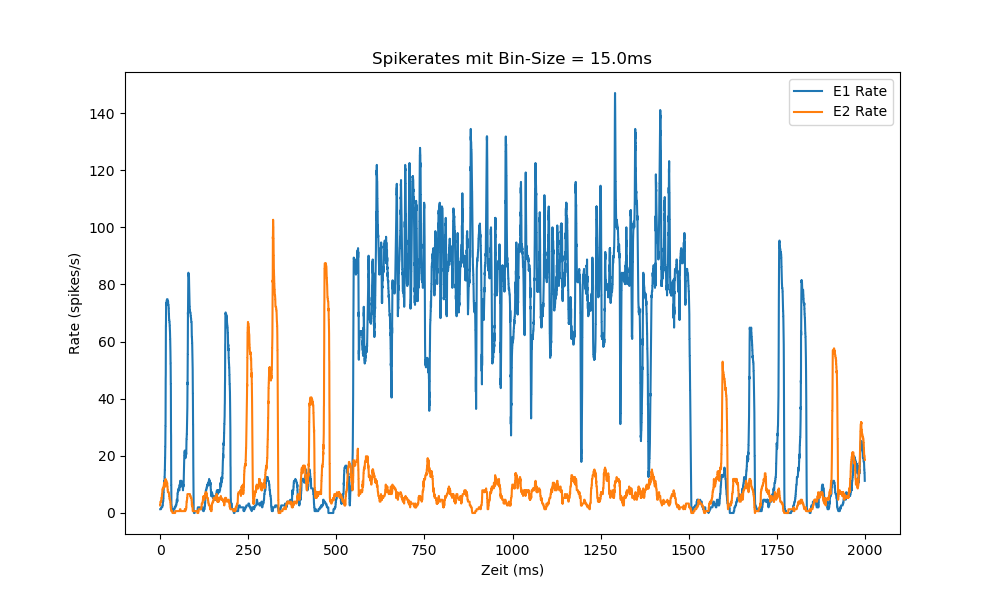 Spikerates mit Bin-Size = 15.0ms
E1 Rate
E2 Rate
140
120
100
80
60
40
20
0
Rate (spikes/s)
0 250 500 750 1000 1250 1500 1750 2000
Zeit (ms)